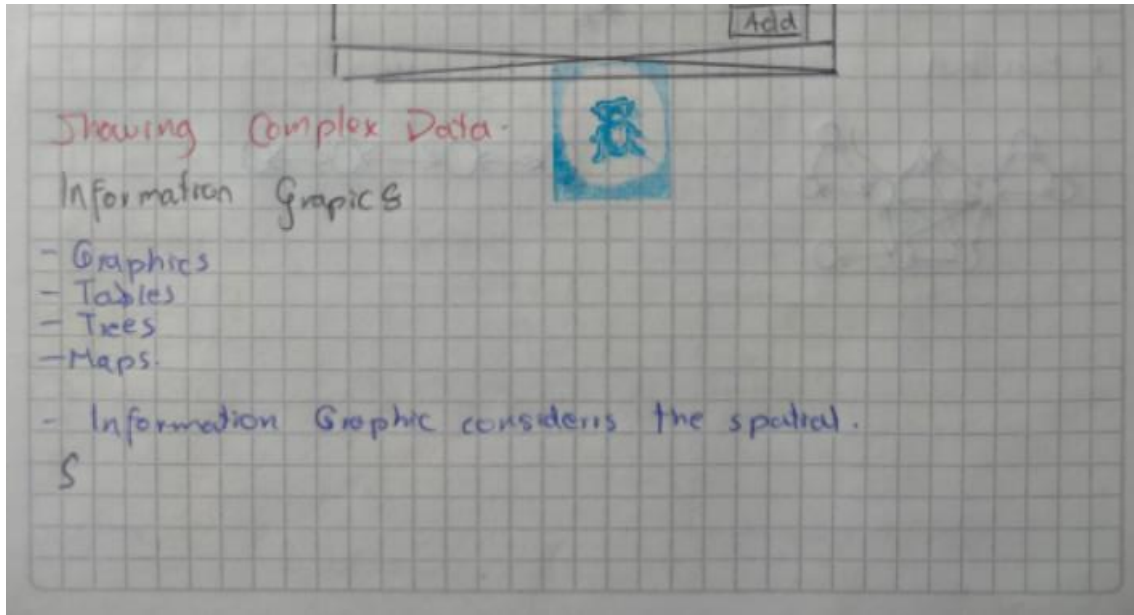 Add
Showing Complex Data.
Information Grapics
- Graphics
- Tables
- Trees
- Maps.
- Information Graphic considers the spatial.
S